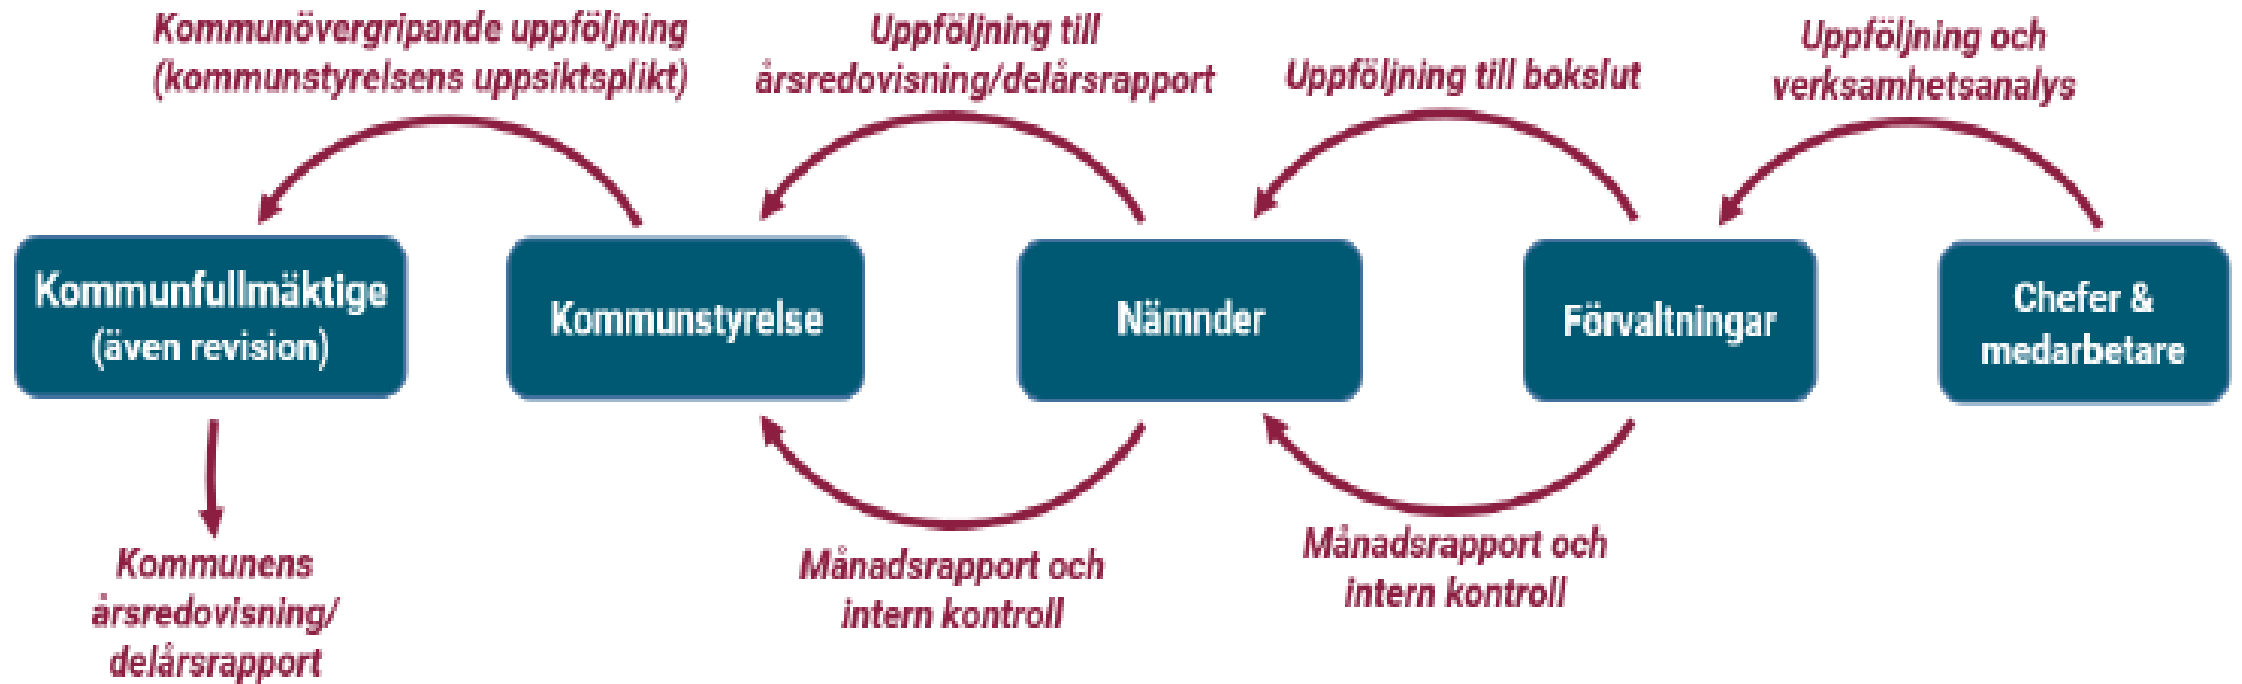 Kommunövergripande uppföljning
(kommunstyrelsens uppsiktsplikt)
Uppföljning till
årsredovisning/delårsrapport
Uppföljning till bokslut
Uppföljning och
verksamhetsanalys
Kommunfullmäktige
(även revision)
Kommunstyrelse
Nämnder
Förvaltningar
Chefer &
medarbetare
Kommunens
årsredovisning/
delårsrapport
Månadsrapport och
intern kontroll
Månadsrapport och
intern kontroll